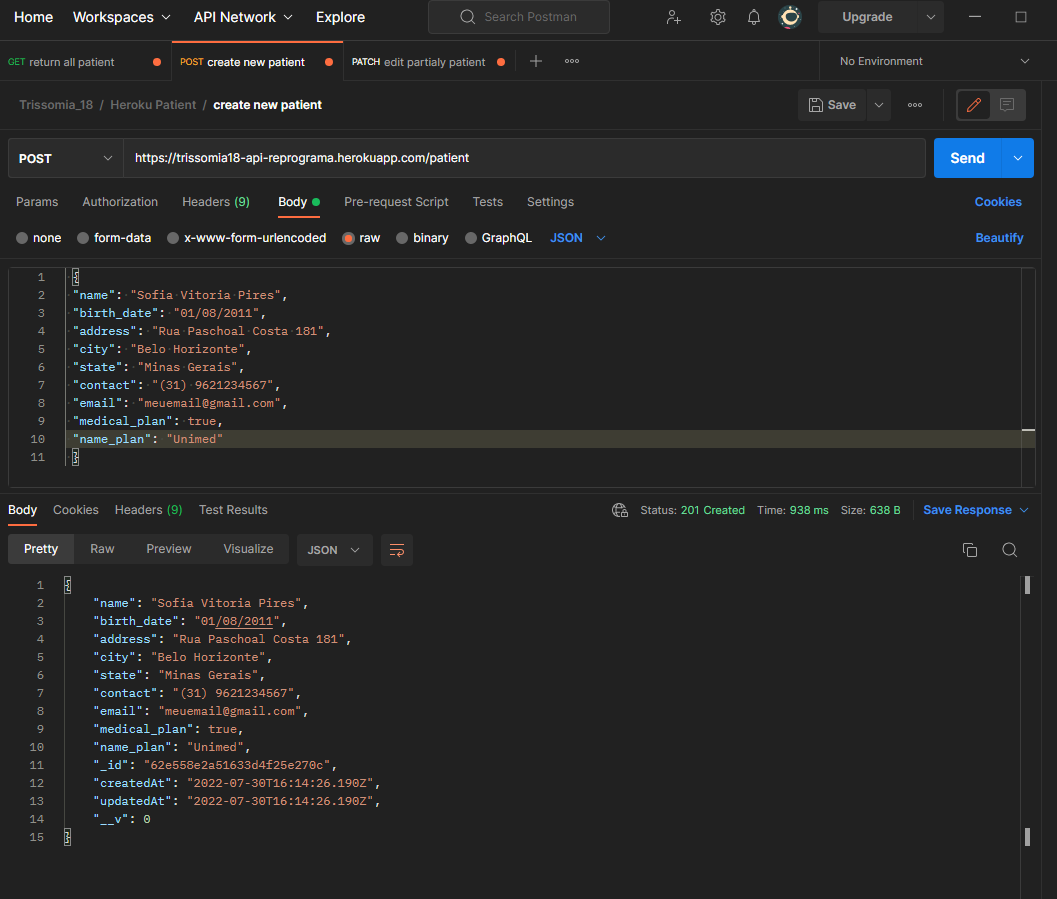 Home Workspaces API Network Explore Search Postman Upgrade
GET return all patient POST create new patient PATCH edit partialy patient No Environment
Trissomia_18 / Heroku Patient / create new patient Save
POST https://trissomia18-api-reprograma.herokuapp.com/patient Send
Params Authorization Headers (9) Body Pre-request Script Tests Settings Cookies
none form-data x-www-form-urlencoded raw binary GraphQL JSON Beautify
1 {
2 "name": "Sofia Vitoria Pires",
3 "birth_date": "01/08/2011",
4 "address": "Rua Paschoal Costa 181",
5 "city": "Belo Horizonte",
6 "state": "Minas Gerais",
7 "contact": "(31) 9621234567",
8 "email": "meuemail@gmail.com",
9 "medical_plan": true,
10 "name_plan": "Unimed"
11 }
Body Cookies Headers (9) Test Results Status: 201 Created Time: 938 ms Size: 638 B Save Response
Pretty Raw Preview Visualize JSON
1 {
2 "name": "Sofia Vitoria Pires",
3 "birth_date": "01/08/2011",
4 "address": "Rua Paschoal Costa 181",
5 "city": "Belo Horizonte",
6 "state": "Minas Gerais",
7 "contact": "(31) 9621234567",
8 "email": "meuemail@gmail.com",
9 "medical_plan": true,
10 "name_plan": "Unimed",
11 "_id": "62e558e2a51633d4f25e270c",
12 "createdAt": "2022-07-30T16:14:26.190Z",
13 "updatedAt": "2022-07-30T16:14:26.190Z",
14 "__v": 0
15 }